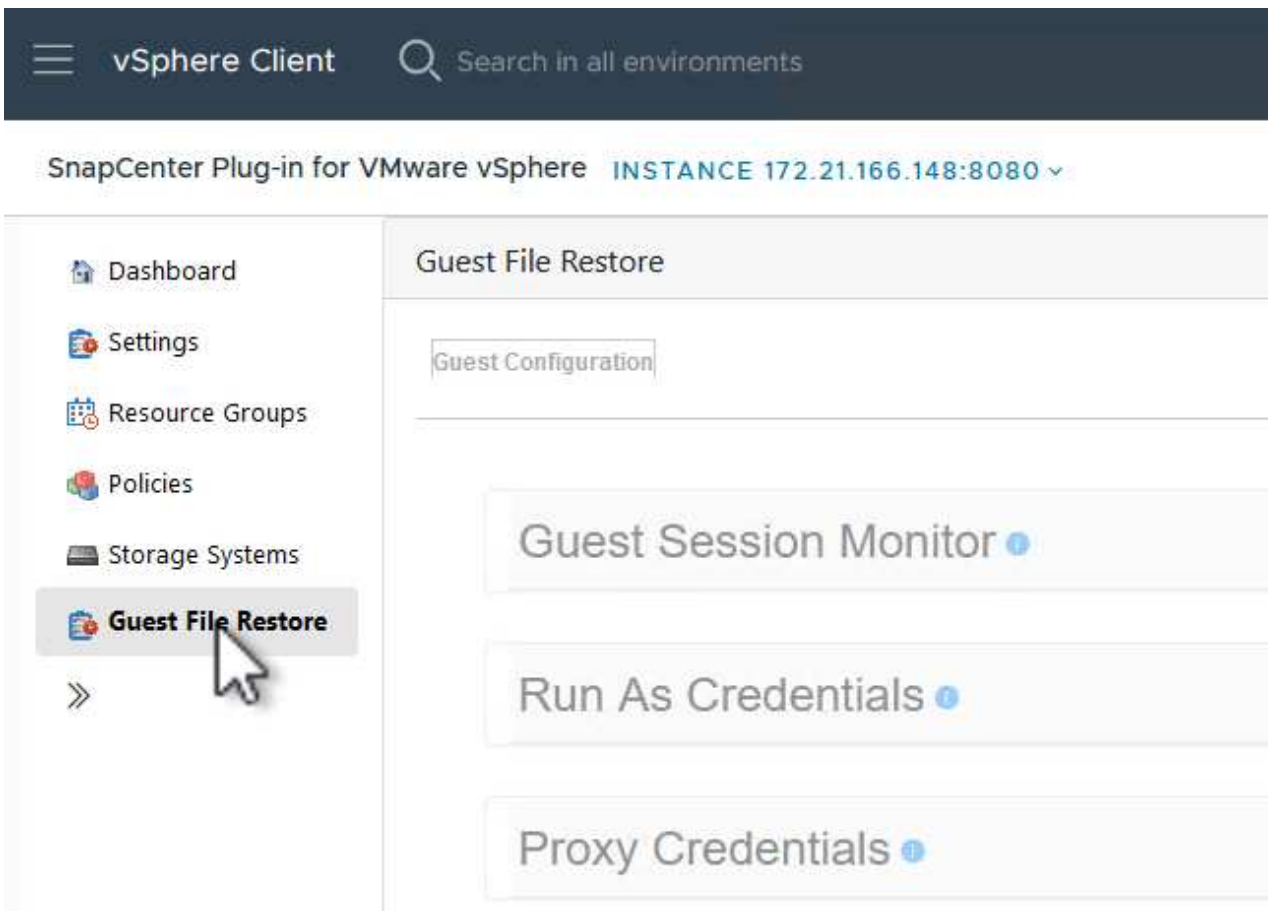 vSphere Client
Search in all environments
SnapCenter Plug-in for VMware vSphere INSTANCE 172.21.166.148:8080
Dashboard
Settings
Resource Groups
Policies
Storage Systems
Guest File Restore
Guest File Restore
Guest Configuration
Guest Session Monitor
Run As Credentials
Proxy Credentials